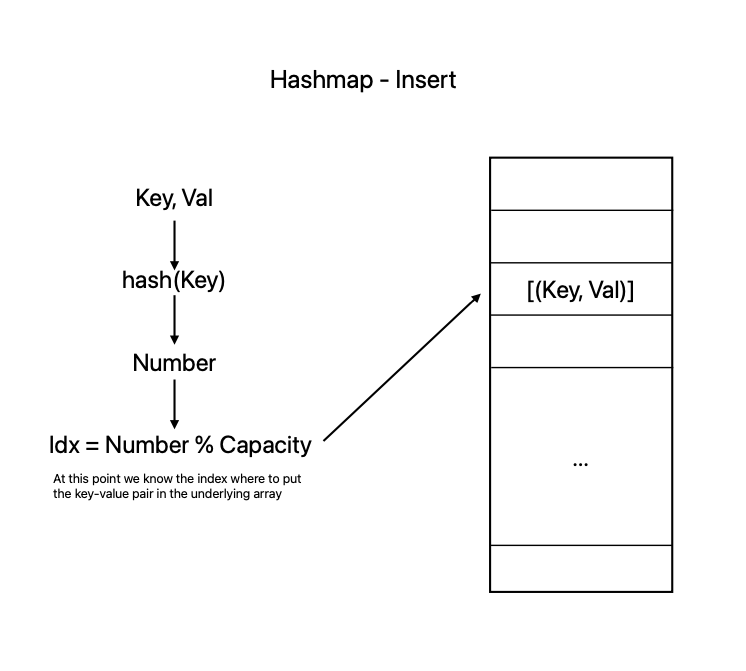 Hashmap - Insert
Key, Val
hash(Key)
Number
Idx = Number % Capacity
At this point we know the index where to put
the key-value pair in the underlying array
[(Key, Val)]
...